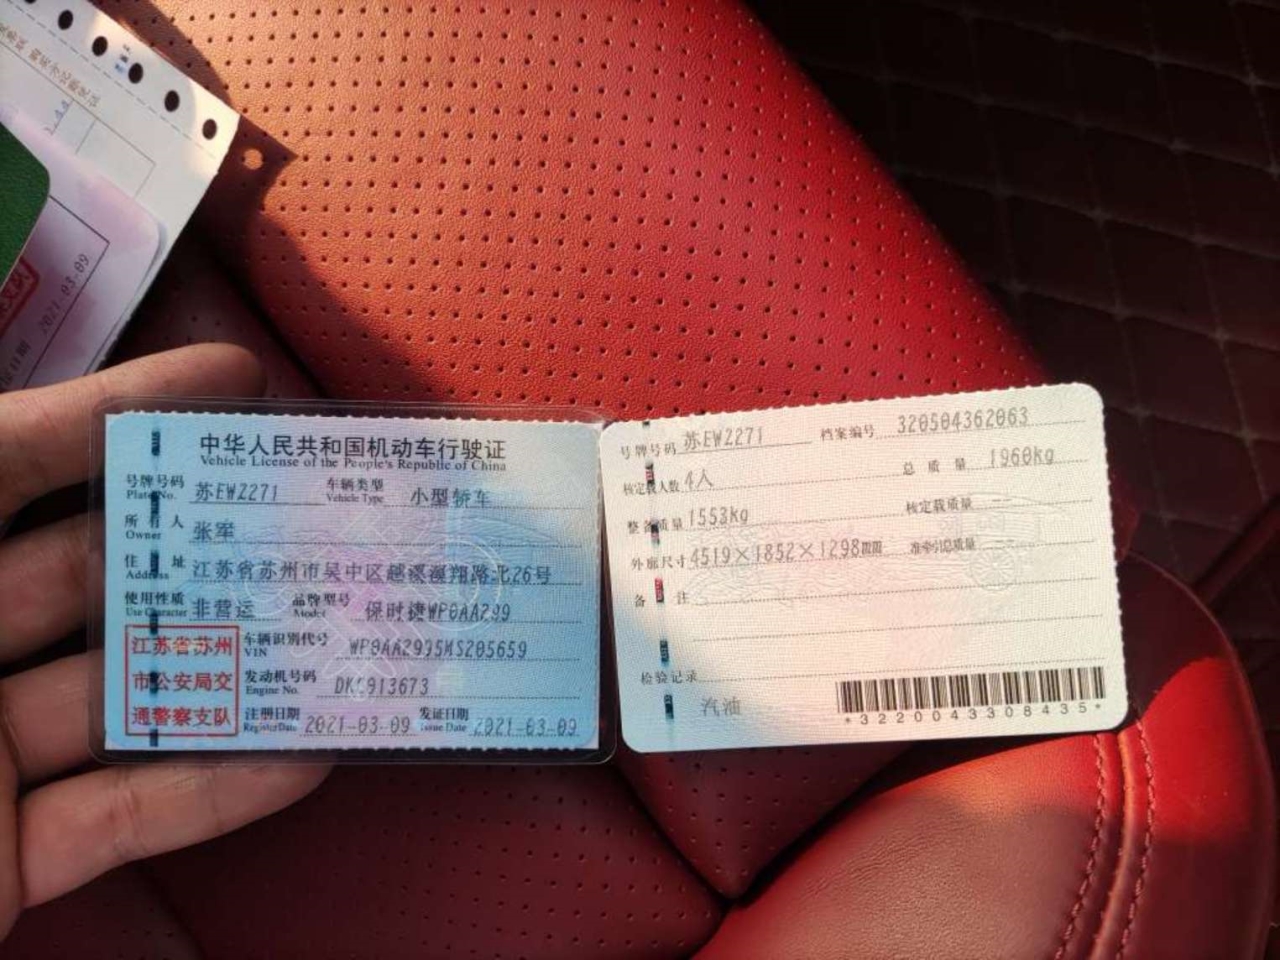 2021-03-09
中华人民共和国机动车行驶证
Vehicle License of the People's Republic of China
号牌号码 苏EWZ271 车辆类型 小型轿车
Plate No. Vehicle Type
所有人 张军
Owner
住址 江苏省苏州市吴中区越溪溪翔路北26号
Address
使用性质 非营运 品牌型号 保时捷WP0AA299
Use Character Model
江苏省苏州
市公安局交
通警察支队
车辆识别代号 WP0AA2995MS205659
VIN
发动机号码
Engine No.
注册日期 2021-03-09 发证日期 2021-03-09
Register Date Issue Date
号牌号码 苏EWZ271 档案编号 320504362063
核定载人数 4人 总质量 1960kg
整备质量 1553kg 核定载质量 --
外廓尺寸 4519×1852×1298mm 准牵引总质量 --
备注
检验记录
汽油
*3220043308435*